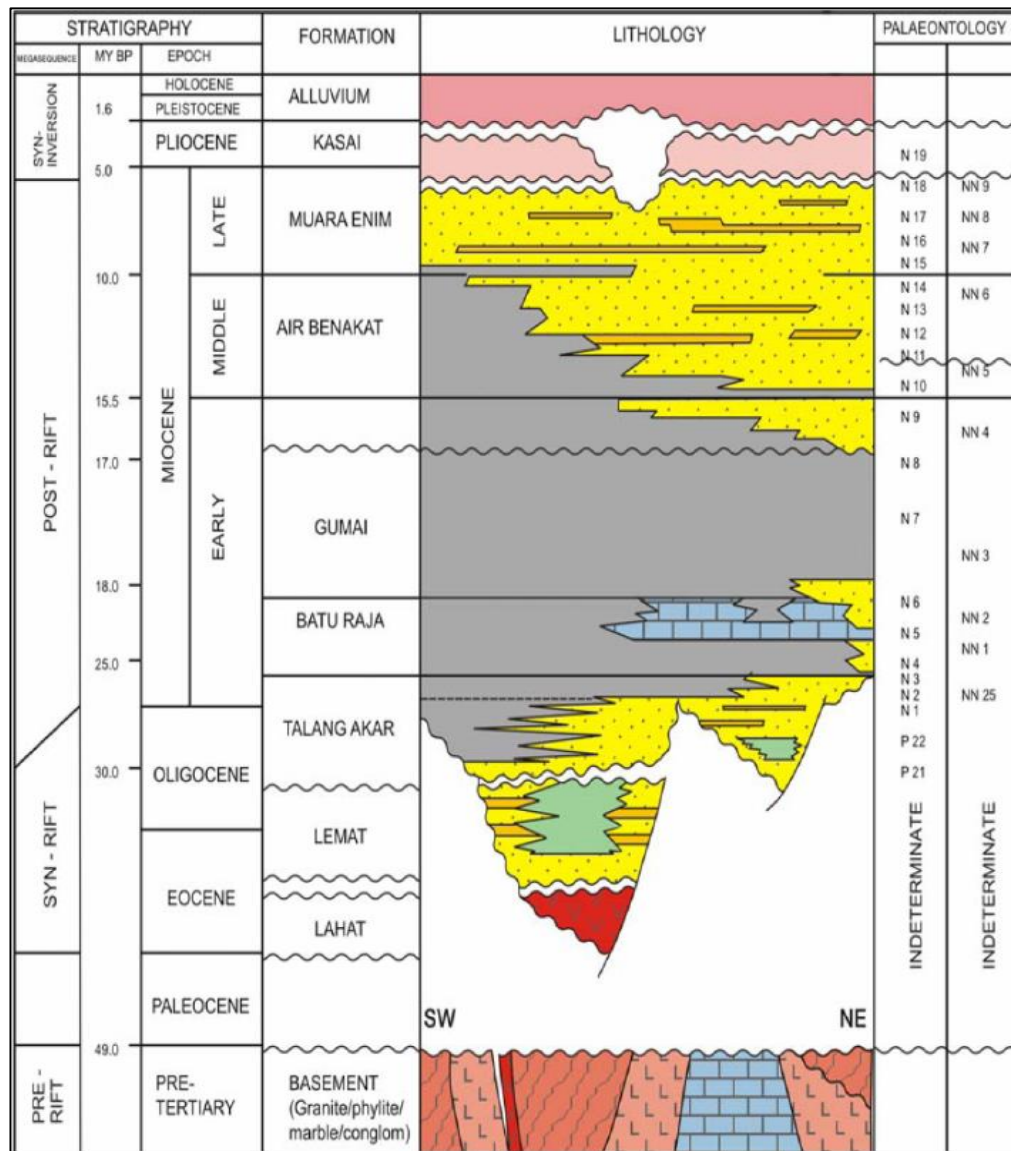 STRATIGRAPHY
FORMATION
LITHOLOGY
PALAEONTOLOGY
MEGASEQUENCE
MY BP
EPOCH
SYN-
INVERSION
POST - RIFT
SYN - RIFT
PRE -
RIFT
1.6
5.0
10.0
15.5
17.0
18.0
25.0
30.0
49.0
HOLOCENE
PLEISTOCENE
PLIOCENE
MIOCENE
LATE
MIDDLE
EARLY
OLIGOCENE
EOCENE
PALEOCENE
PRE-
TERTIARY
ALLUVIUM
KASAI
MUARA ENIM
AIR BENAKAT
GUMAI
BATU RAJA
TALANG AKAR
LEMAT
LAHAT
BASEMENT
(Granite/phylite/
marble/conglom)
SW
NE
N 19
N 18
N 17
N 16
N 15
N 14
N 13
N 12
N 11
N 10
N 9
N 8
N 7
N 6
N 5
N 4
N 3
N 2
N 1
P 22
P 21
INDETERMINATE
NN 9
NN 8
NN 7
NN 6
NN 5
NN 4
NN 3
NN 2
NN 1
NN 25
INDETERMINATE